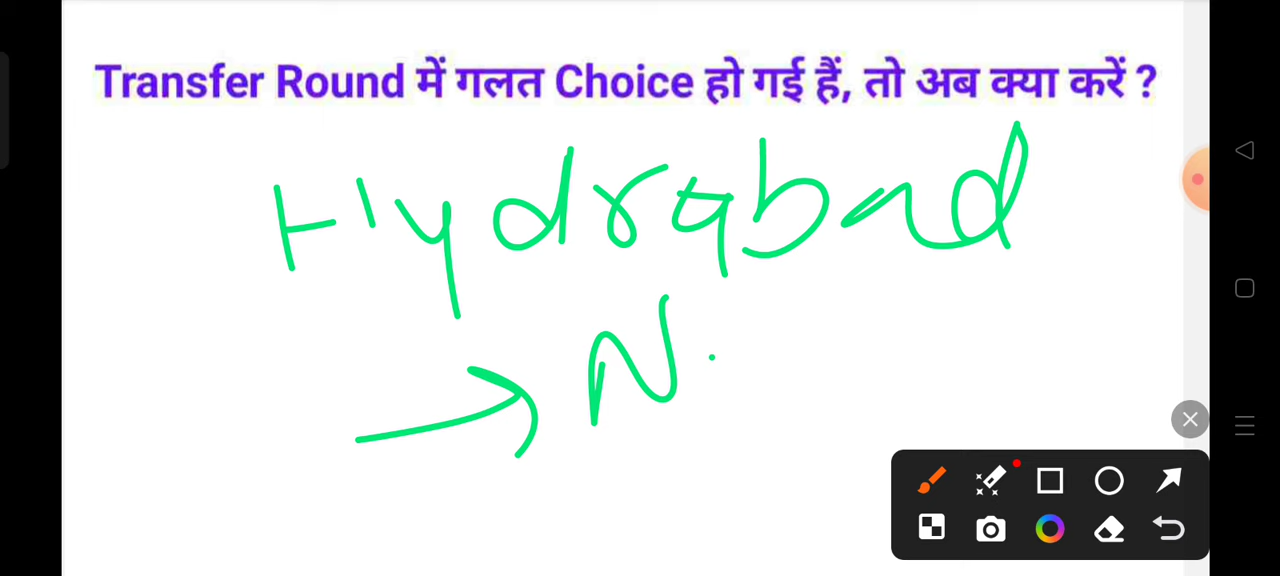 Transfer Round में गलत Choice हो गई हैं, तो अब क्या करें ?
Hydrabad
→ N.